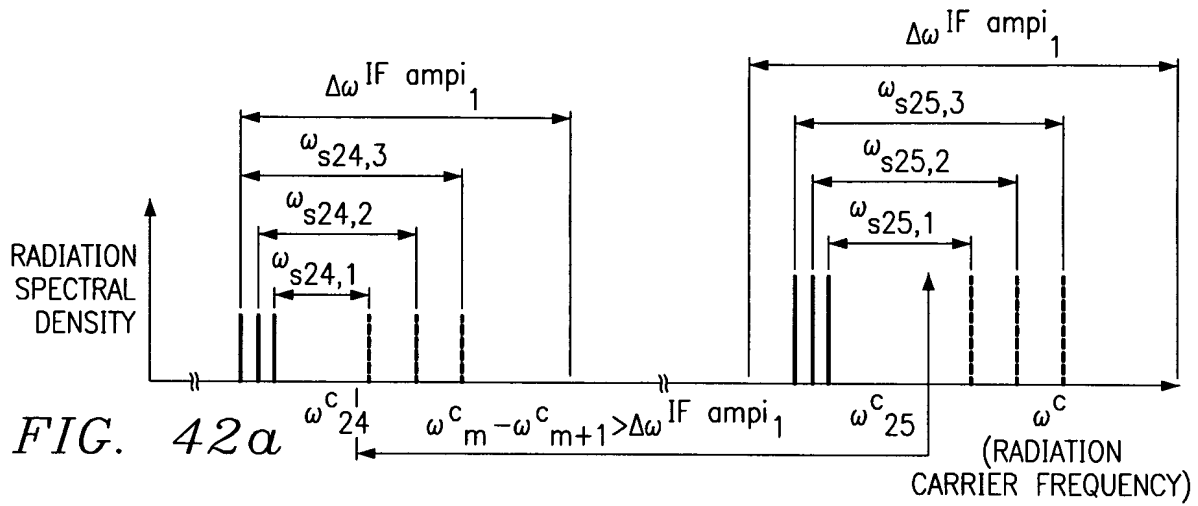 Δω IF ampi 1
Δω IF ampi 1
ω s24,3
ω s25,3
ω s24,2
ω s25,2
ω s24,1
ω s25,1
RADIATION
SPECTRAL
DENSITY
ω c 24
ω c m - ω c m+1 > Δω IF ampi 1
ω c 25
ω c
(RADIATION
CARRIER FREQUENCY)
FIG. 42a